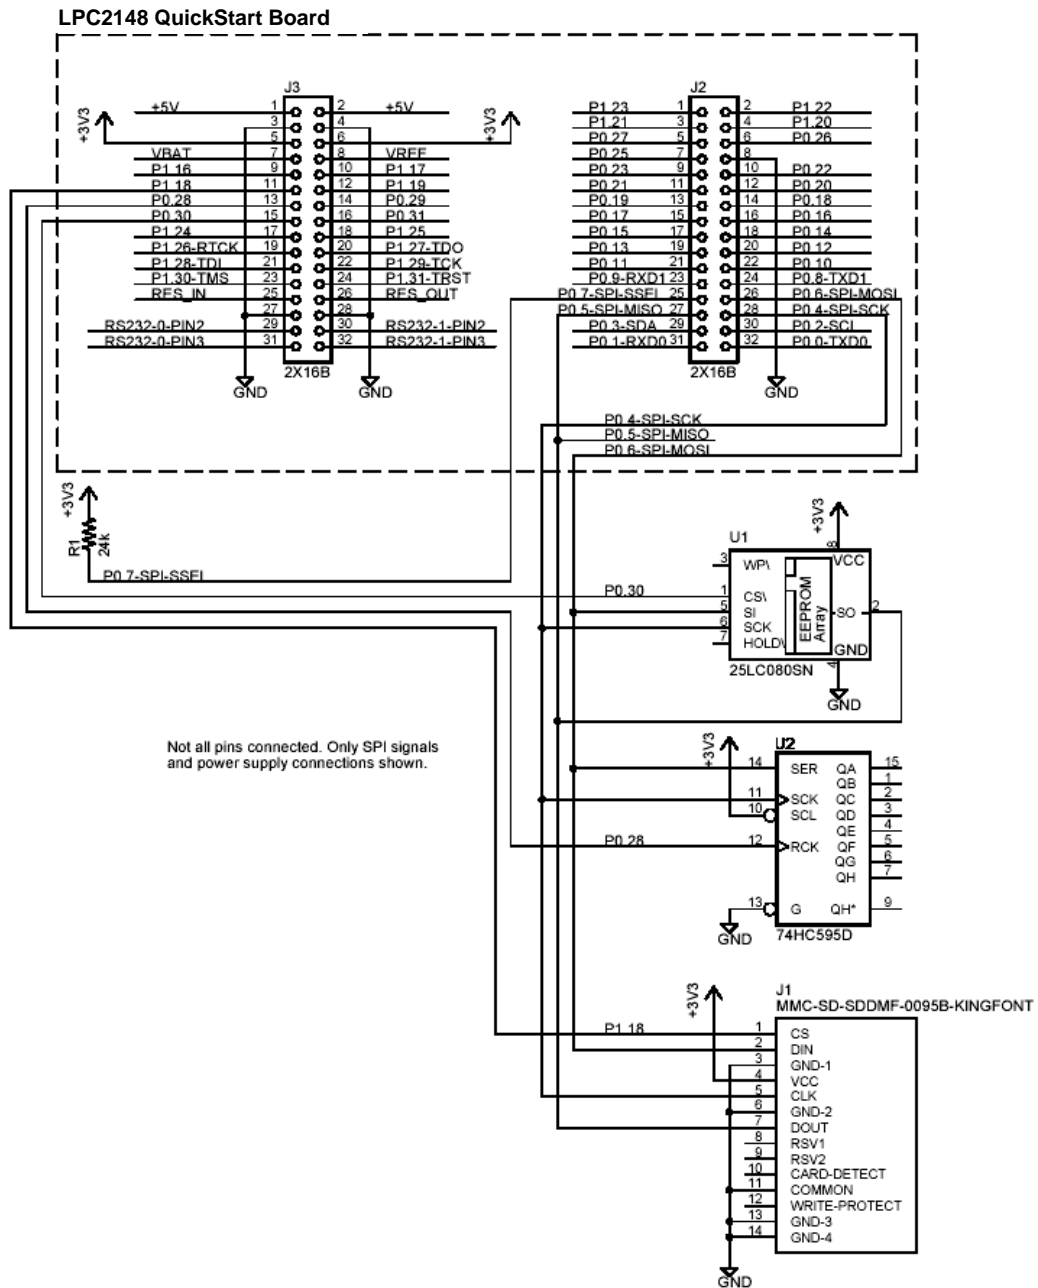 LPC2148 QuickStart Board
J3
J2
+3V3 +5V 1 2 +5V +3V3
3 4
5 6
VBAT 7 8 VREF
P1.16 9 10 P1.17
P1.18 11 12 P1.19
P0.28 13 14 P0.29
P0.30 15 16 P0.31
P1.24 17 18 P1.25
P1.26-RTCK 19 20 P1.27-TDO
P1.28-TDI 21 22 P1.29-TCK
P1.30-TMS 23 24 P1.31-TRST
RES_IN 25 26 RES_OUT
27 28
RS232-0-PIN2 29 30 RS232-1-PIN2
RS232-0-PIN3 31 32 RS232-1-PIN3
2X16B
GND GND
P1.23 1 2 P1.22
P1.21 3 4 P1.20
P0.27 5 6 P0.26
P0.25 7 8
P0.23 9 10 P0.22
P0.21 11 12 P0.20
P0.19 13 14 P0.18
P0.17 15 16 P0.16
P0.15 17 18 P0.14
P0.13 19 20 P0.12
P0.11 21 22 P0.10
P0.9-RXD1 23 24 P0.8-TXD1
P0.7-SPI-SSEL 25 26 P0.6-SPI-MOSI
P0.5-SPI-MISO 27 28 P0.4-SPI-SCK
P0.3-SDA 29 30 P0.2-SCL
P0.1-RXD0 31 32 P0.0-TXD0
2X16B
GND
P0.4-SPI-SCK
P0.5-SPI-MISO
P0.6-SPI-MOSI
+3V3
R1
24k
P0.7-SPI-SSEL
P0.30
U1
+3V3
8
VCC
3 WP\
1 CS\
5 SI
6 SCK
7 HOLD\
EEPROM
Array
SO 2
GND
4
25LC080SN
GND
Not all pins connected. Only SPI signals
and power supply connections shown.
+3V3
U2
14 SER QA 15
QB 1
11 SCK QC 2
10 SCL QD 3
QE 4
P0.28 12 RCK QF 5
QG 6
QH 7
13 G QH* 9
GND
74HC595D
+3V3
J1
MMC-SD-SDDMF-0095B-KINGFONT
P1.18 1 CS
2 DIN
3 GND-1
4 VCC
5 CLK
6 GND-2
7 DOUT
8 RSV1
9 RSV2
10 CARD-DETECT
11 COMMON
12 WRITE-PROTECT
13 GND-3
14 GND-4
GND